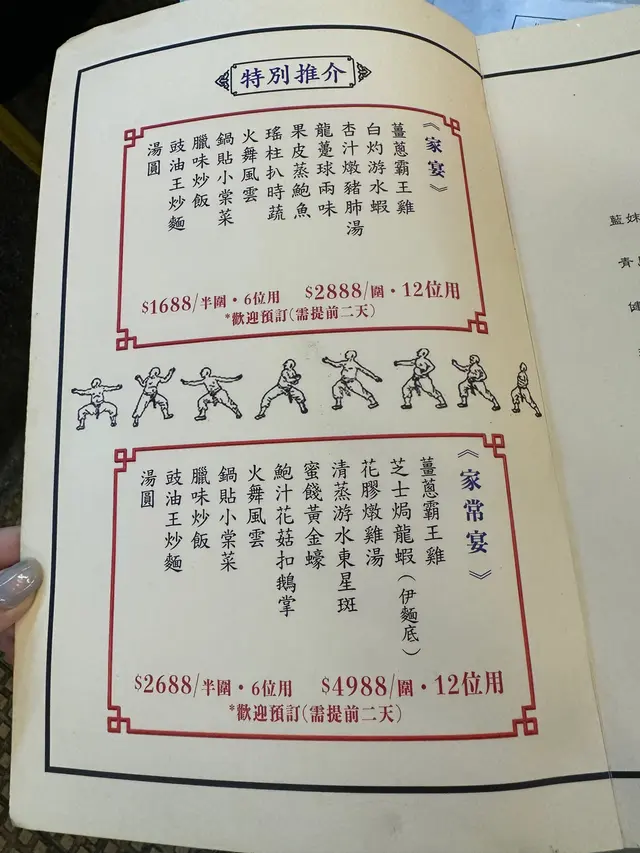 特別推介
《家宴》
薑蔥霸王雞
白灼游水蝦
杏汁燉豬肺湯
龍躉球兩味
果皮蒸鮑魚
瑤柱扒時蔬
火舞風雲
鍋貼小棠菜
臘味炒飯
豉油王炒麵
湯圓
$1688/半圍·6位用 $2888/圍·12位用
*歡迎預訂(需提前二天)
《家常宴》
薑蔥霸王雞
芝士焗龍蝦(伊麵底)
花膠燉雞湯
清蒸游水東星斑
蜜餞黃金蠔
鮑汁花菇扣鵝掌
火舞風雲
鍋貼小棠菜
臘味炒飯
豉油王炒麵
湯圓
$2688/半圍·6位用 $4988/圍·12位用
*歡迎預訂(需提前二天)
藍妹
青